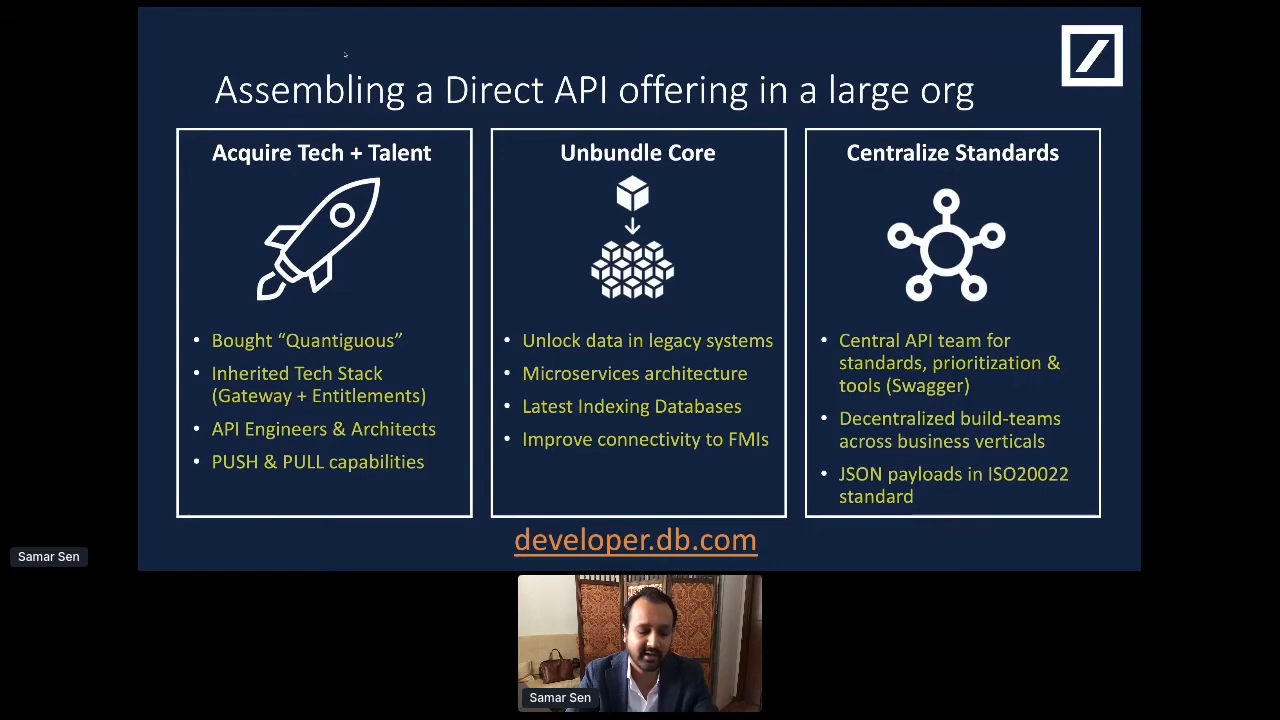 Assembling a Direct API offering in a large org
Acquire Tech + Talent
• Bought “Quantiguous”
• Inherited Tech Stack
(Gateway + Entitlements)
• API Engineers & Architects
• PUSH & PULL capabilities
Unbundle Core
• Unlock data in legacy systems
• Microservices architecture
• Latest Indexing Databases
• Improve connectivity to FMIs
Centralize Standards
• Central API team for
standards, prioritization &
tools (Swagger)
• Decentralized build-teams
across business verticals
• JSON payloads in ISO20022
standard
developer.db.com
Samar Sen
Samar Sen